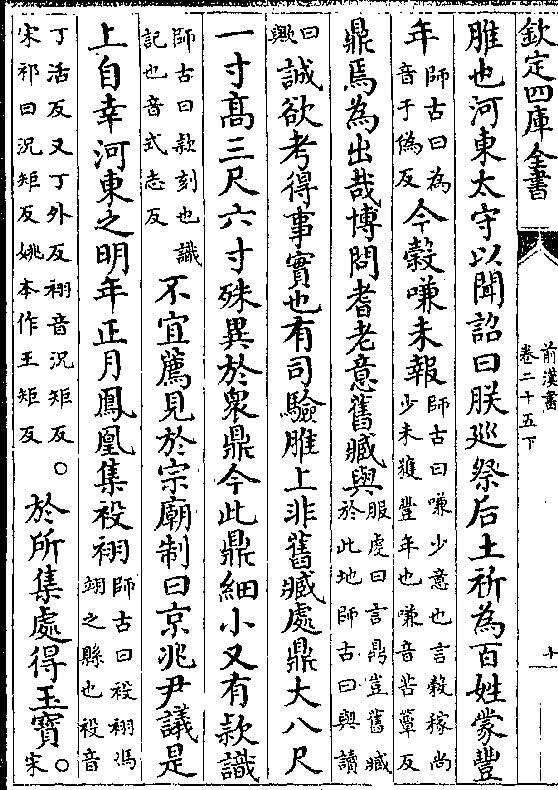 欽定四庫全書
前漢書
卷二十五下
十
脽也河東太守以聞詔曰朕巡祭后土祈為百姓蒙豐
年師古曰為音于偽反今穀嗛未報師古曰嗛少意也言穀稼尚少未獲豐年也嗛音苦簟反
鼎焉為出哉博問耆老意舊臧與服虔曰言鼎豈舊臧於此地師古曰與讀
曰歟誠欲考得事實也有司驗脽上非舊臧處鼎大八尺
一寸高三尺六寸殊異於衆鼎今此鼎細小又有款識
師古曰款刻也識記也音式志反不宜薦見於宗廟制曰京兆尹議是
上自幸河東之明年正月鳳凰集祋祤師古曰祋祤馮翊之縣也祋音
丁活反又丁外反祤音況矩反宋祁曰況矩反姚本作王矩反。於所集處得玉寶。宋